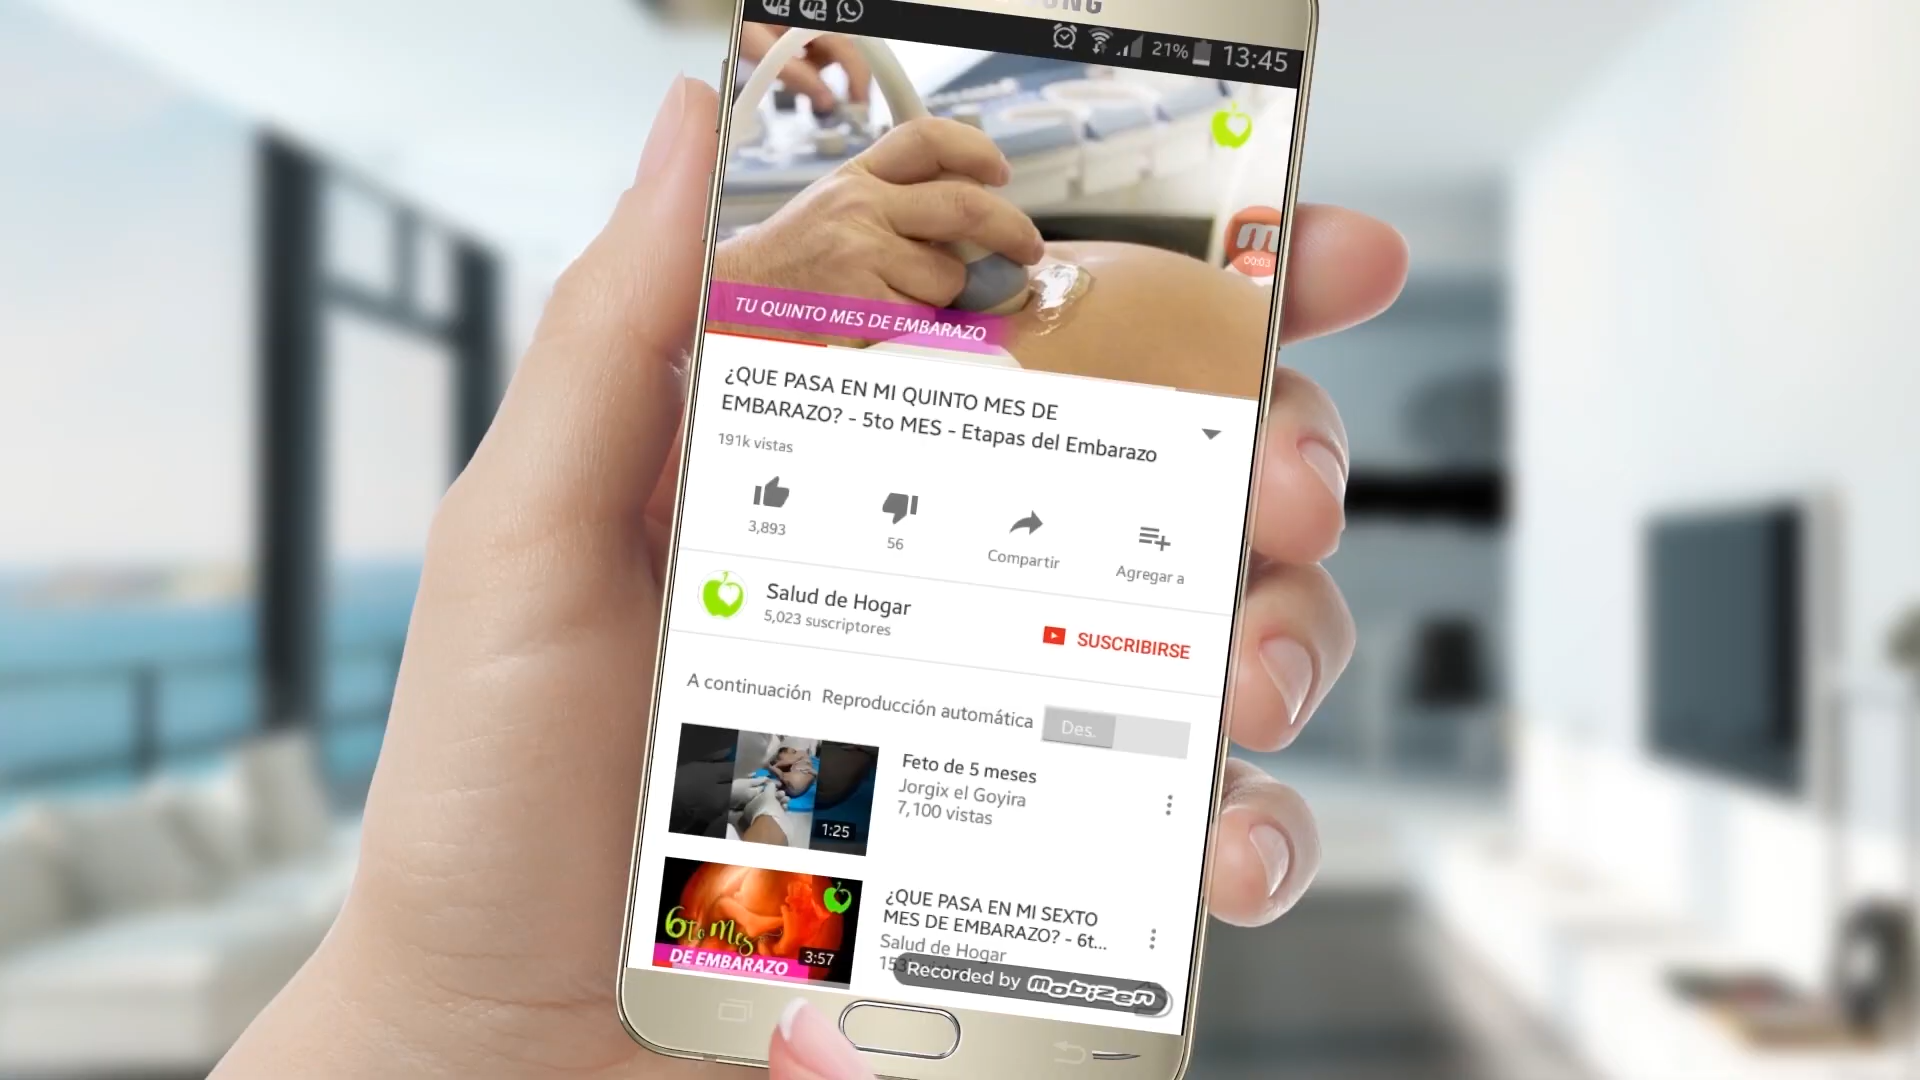 21% 13:45
00:03
TU QUINTO MES DE EMBARAZO
¿QUE PASA EN MI QUINTO MES DE
EMBARAZO? - 5to MES - Etapas del Embarazo
191k vistas
3,893
56
Compartir
Agregar a
Salud de Hogar
5,023 suscriptores
SUSCRIBIRSE
A continuación Reproducción automática Des.
1:25
Feto de 5 meses
Jorgix el Goyira
7,100 vistas
6to Mes
DE EMBARAZO
3:57
¿QUE PASA EN MI SEXTO
MES DE EMBARAZO? - 6t...
Salud de Hogar
Recorded by mobizen